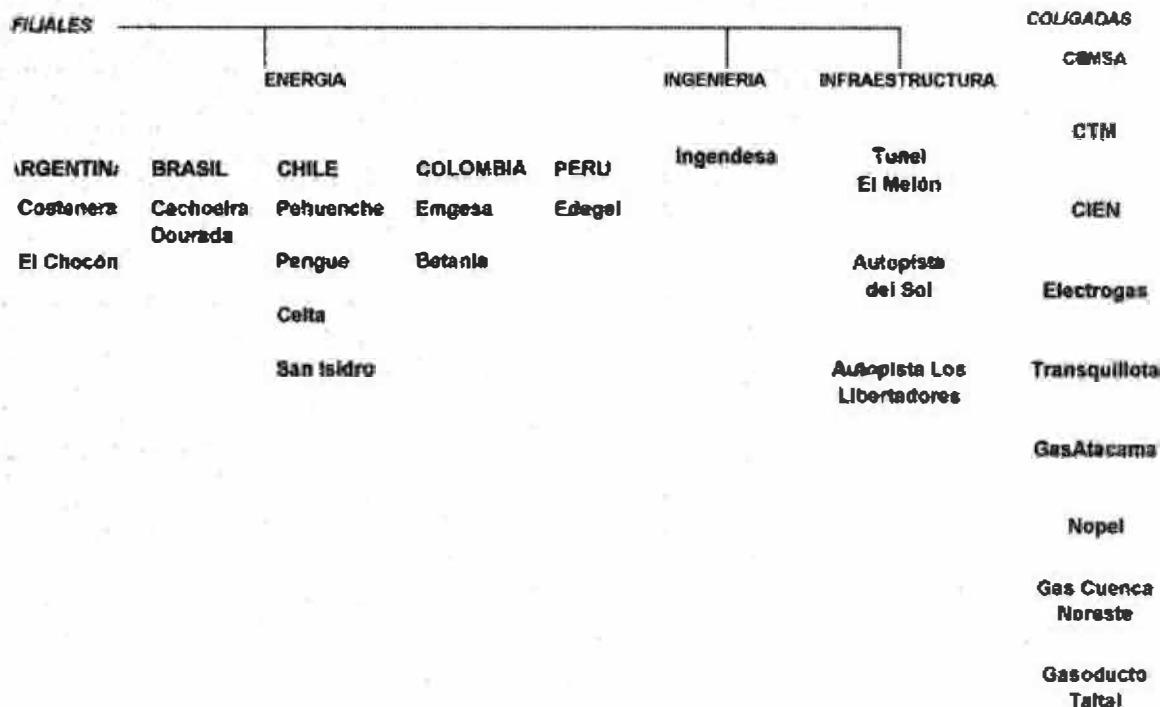 FILIALES
ENERGIA
INGENIERIA
INFRAESTRUCTURA
ARGENTINA
Costanera
El Chocón
BRASIL
Cachoeira
Dourada
CHILE
Pehuenche
Pangue
Celta
San Isidro
COLOMBIA
Emgesa
Betania
PERU
Edegel
Ingendesa
Tunel
El Melón
Autopista
del Sol
Autopista Los
Libertadores
COLIGADAS
CEMSA
CTM
CIEN
Electrogas
Transquillota
GasAtacama
Nopel
Gas Cuenca
Noreste
Gasoducto
Taltal